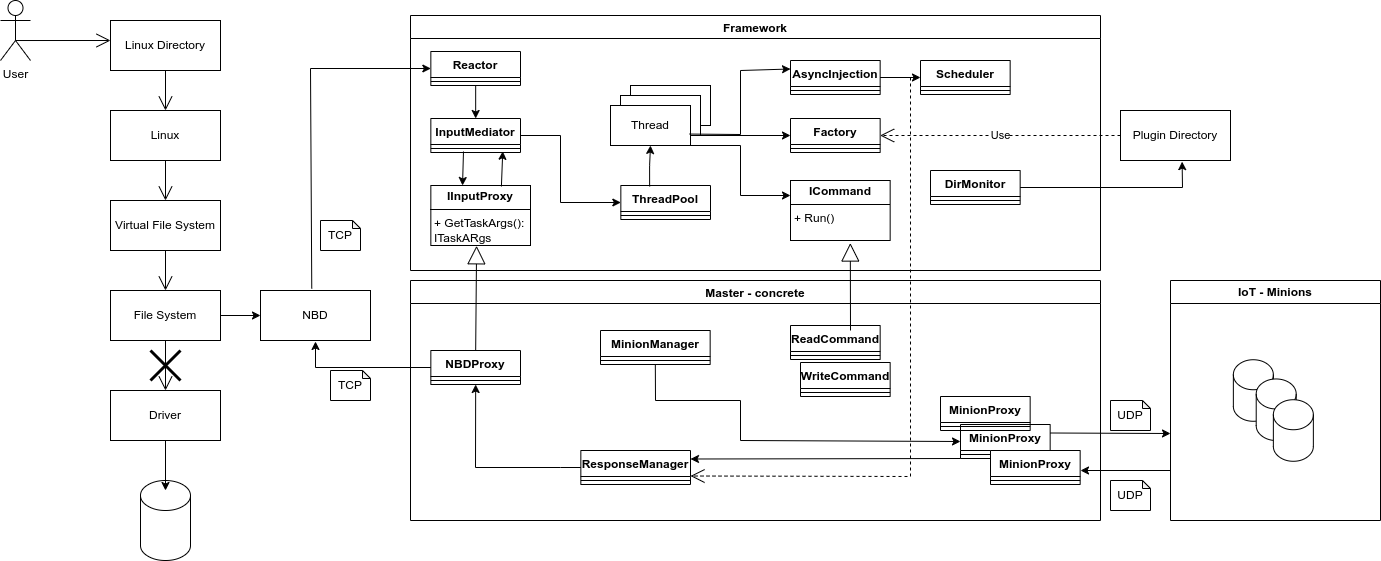 User
Linux Directory
Linux
Virtual File System
File System
Driver
NBD
TCP
TCP
Framework
Reactor
InputMediator
IInputProxy
+ GetTaskArgs():
ITaskARgs
Thread
ThreadPool
AsyncInjection
Scheduler
Factory
Use
Plugin Directory
ICommand
+ Run()
DirMonitor
Master - concrete
NBDProxy
MinionManager
ReadCommand
WriteCommand
ResponseManager
MinionProxy
MinionProxy
MinionProxy
UDP
UDP
IoT - Minions